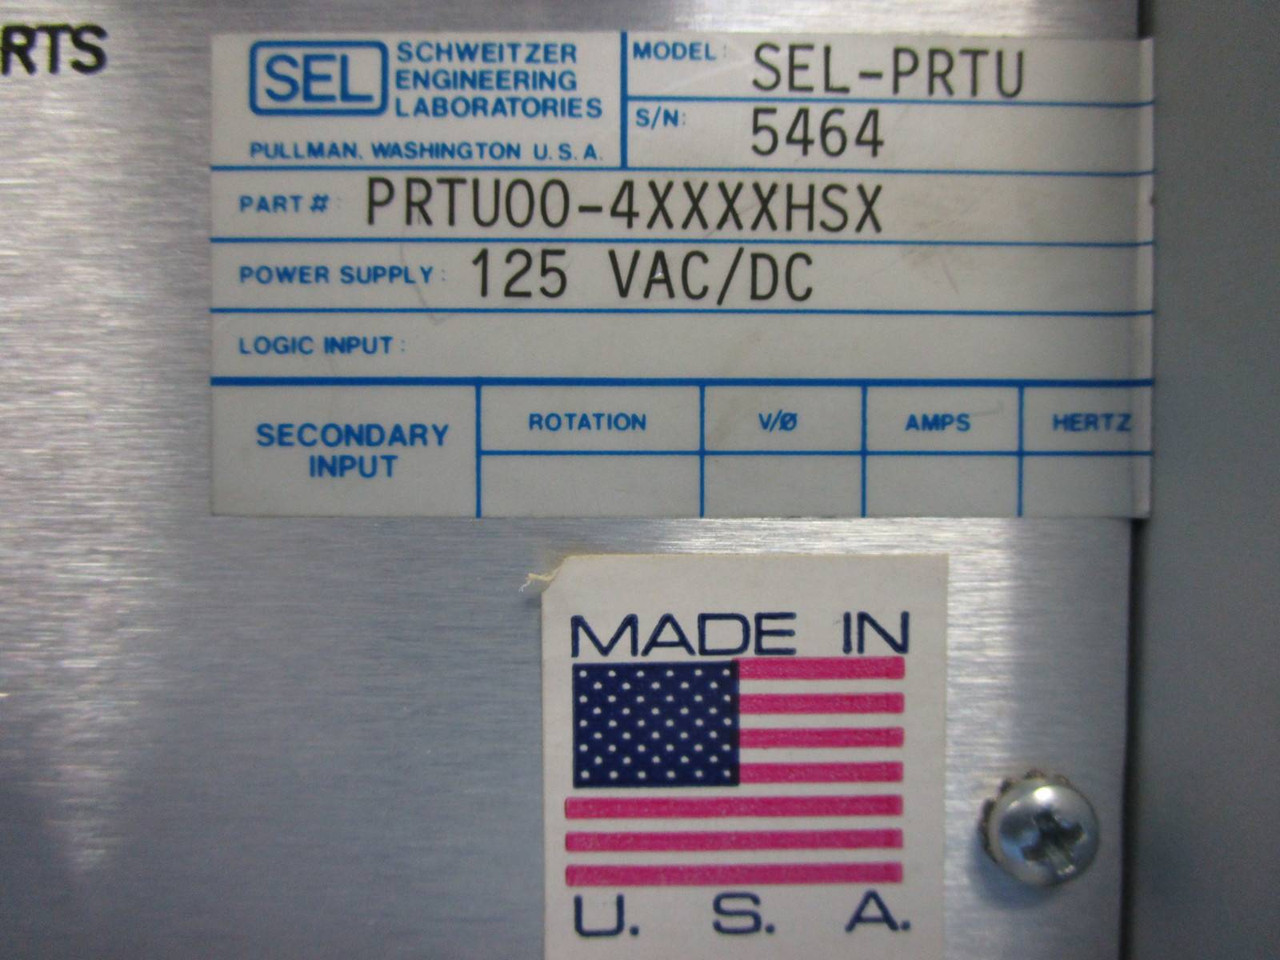 RTS
SEL SCHWEITZER
ENGINEERING
LABORATORIES
PULLMAN, WASHINGTON U.S.A.
MODEL: SEL-PRTU
S/N: 5464
PART #: PRTU00-4XXXXHSX
POWER SUPPLY: 125 VAC/DC
LOGIC INPUT:
SECONDARY
INPUT
ROTATION V/Ø AMPS HERTZ
MADE IN
U. S. A.